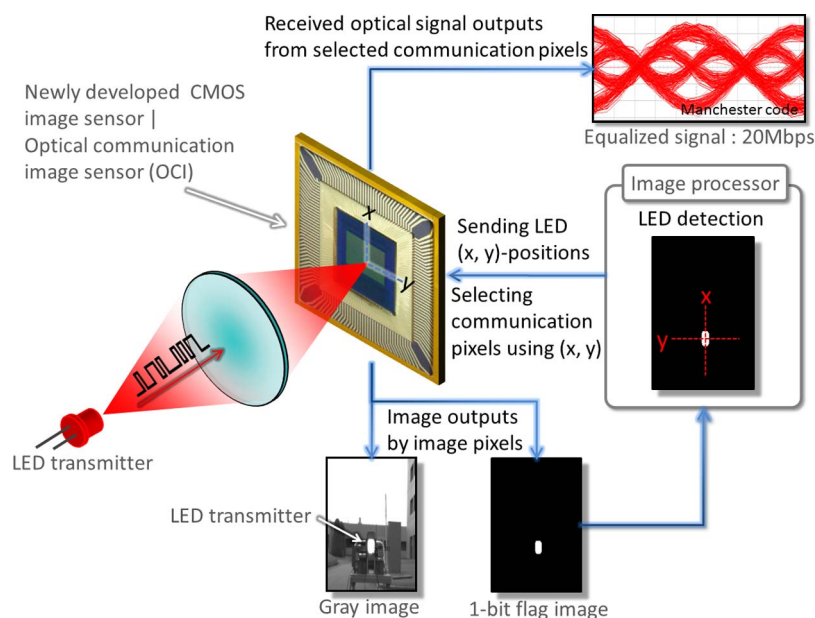 Received optical signal outputs
from selected communication pixels
Manchester code
Equalized signal : 20Mbps
Newly developed CMOS
image sensor |
Optical communication
image sensor (OCI)
Image processor
LED detection
x
y
x
y
Sending LED
(x, y)-positions
Selecting
communication
pixels using (x, y)
LED transmitter
Image outputs
by image pixels
LED transmitter
Gray image
1-bit flag image